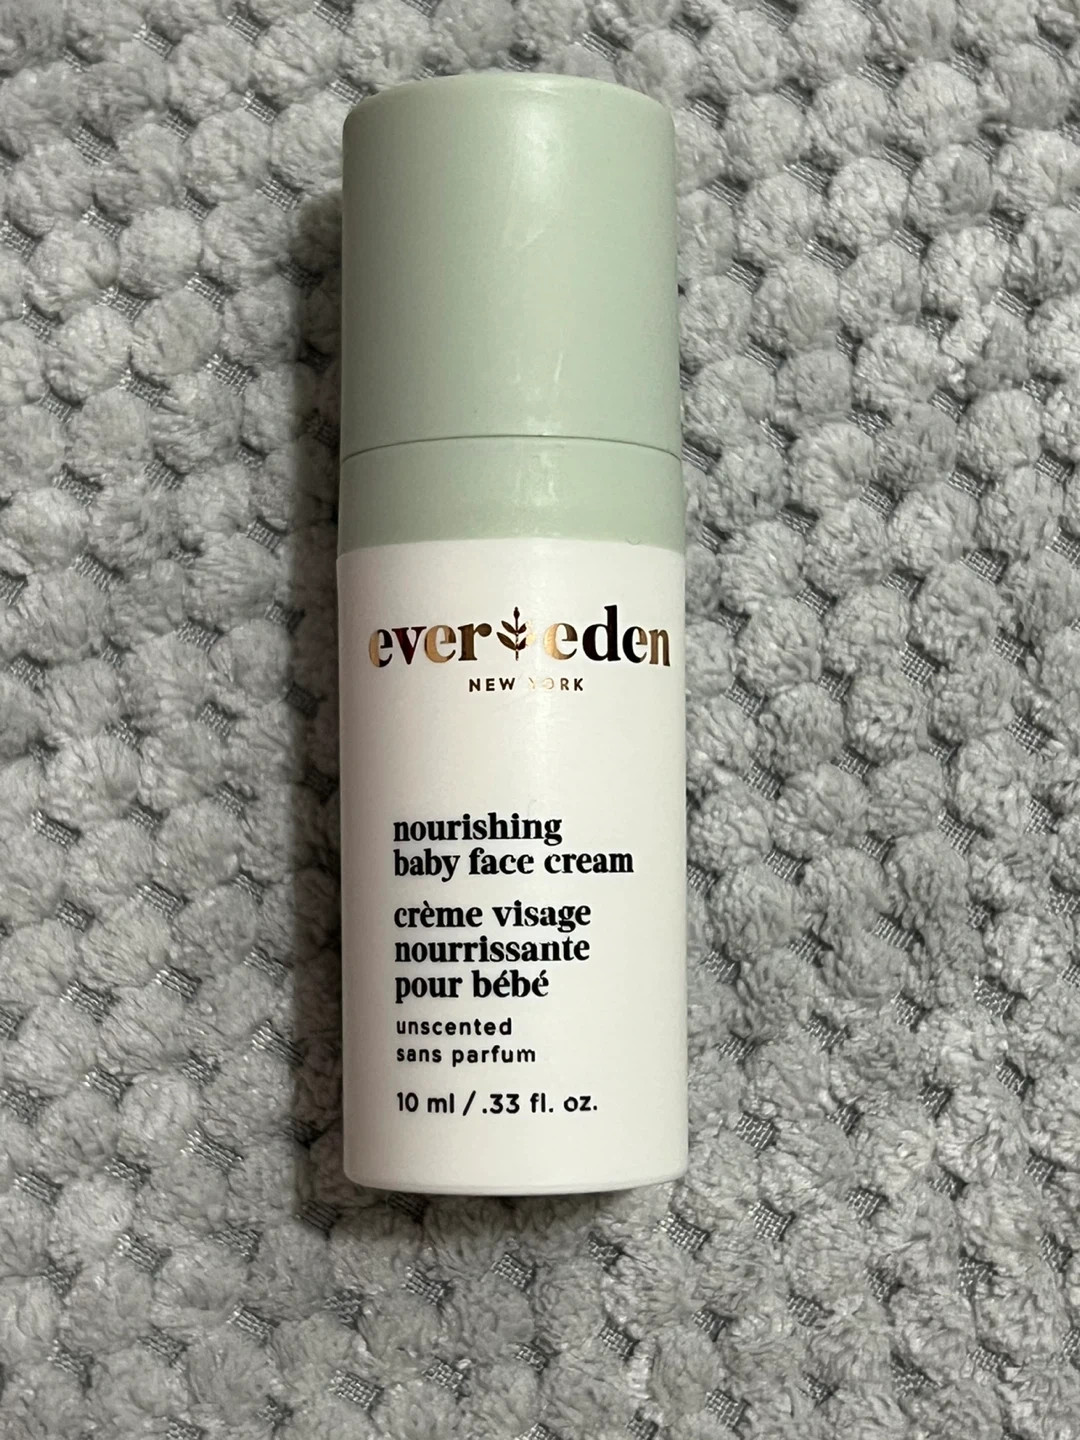 ever eden
NEW YORK
nourishing
baby face cream
crème visage
nourrissante
pour bébé
unscented
sans parfum
10 ml / .33 fl. oz.